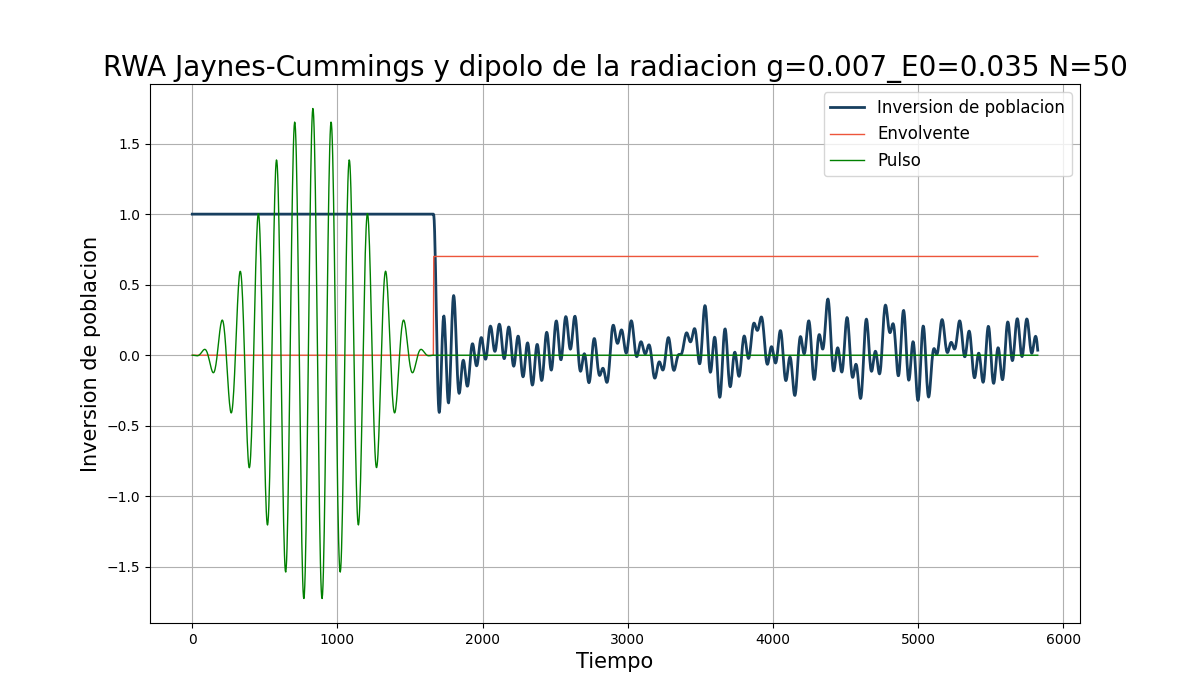 RWA Jaynes-Cummings y dipolo de la radiacion g=0.007_E0=0.035 N=50
Inversion de poblacion
Envolvente
Pulso
Inversion de poblacion
1.5
1.0
0.5
0.0
−0.5
−1.0
−1.5
0 1000 2000 3000 4000 5000 6000
Tiempo